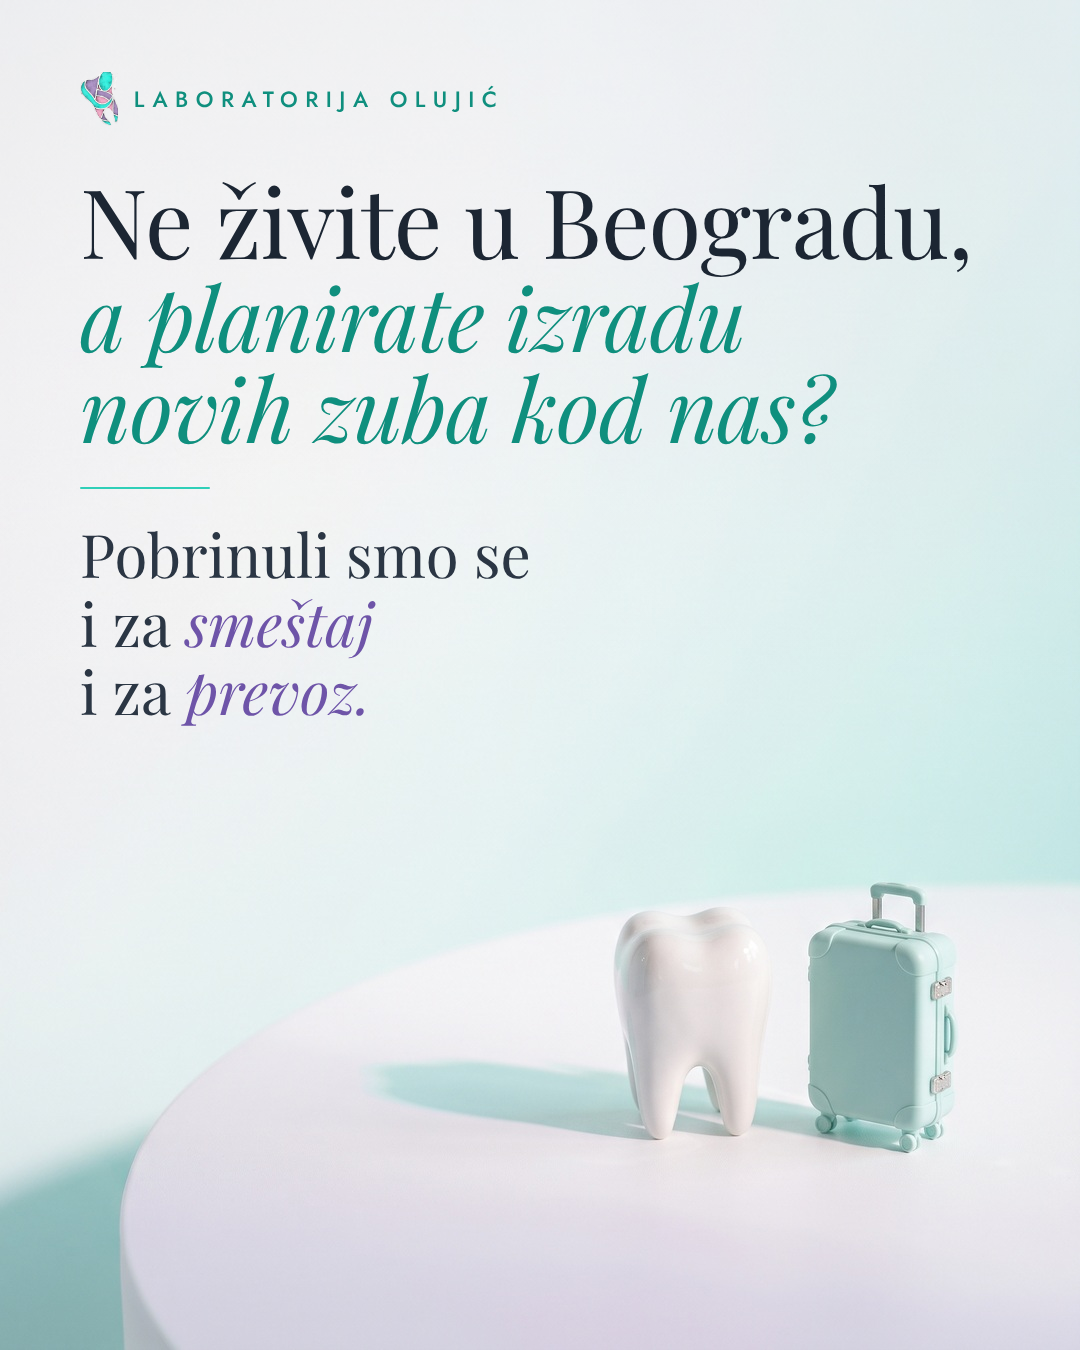 LABORATORIJA OLUJIĆ
Ne živite u Beogradu,
a planirate izradu
novih zuba kod nas?
Pobrinuli smo se
i za smeštaj
i za prevoz.